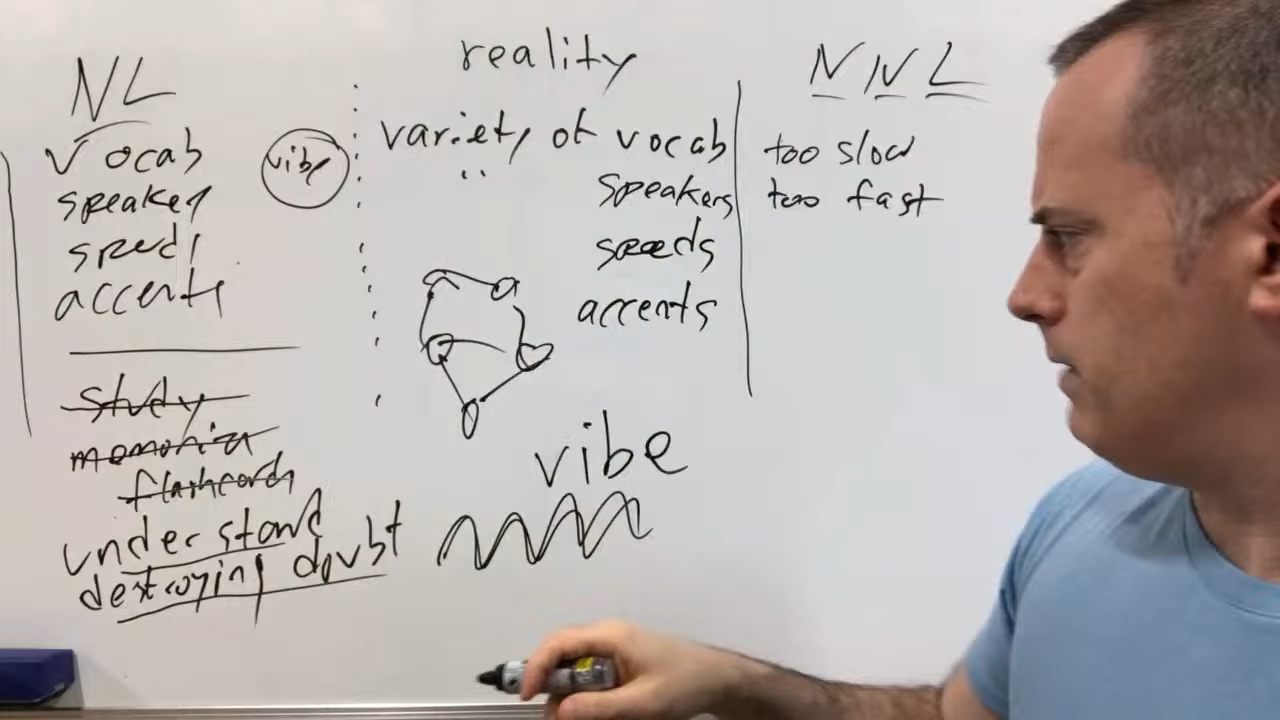 NL
vocab
speaker
speed
accents
vibe
study
memorize
flashcards
understand
destroying doubt
reality
variety of vocab
" speakers
speeds
accents
vibe
NNL
too slow
too fast